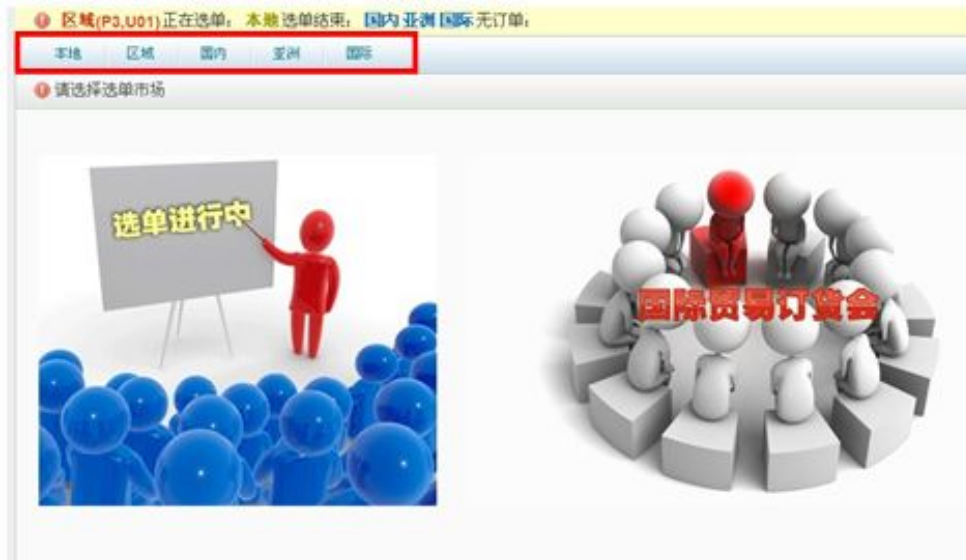 区域(P3,U01)正在选单; 本地选单结束; 国内 亚洲 国际 无订单;
本地 区域 国内 亚洲 国际
请选择选单市场
选单进行中
国际贸易订货会